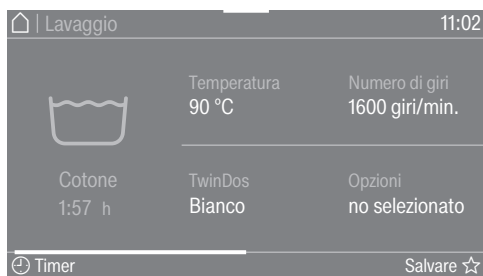 | Lavaggio 11:02
Temperatura Numero di giri
90 °C 1600 giri/min.
Cotone TwinDos Opzioni
1:57 h Bianco no selezionato
Timer Salvare